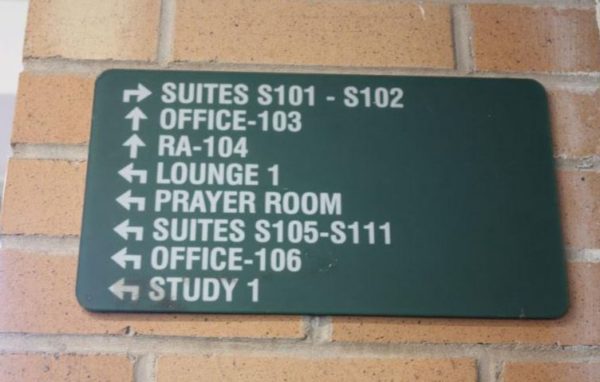 SUITES S101 - S102
OFFICE-103
RA-104
LOUNGE 1
PRAYER ROOM
SUITES S105-S111
OFFICE-106
STUDY 1